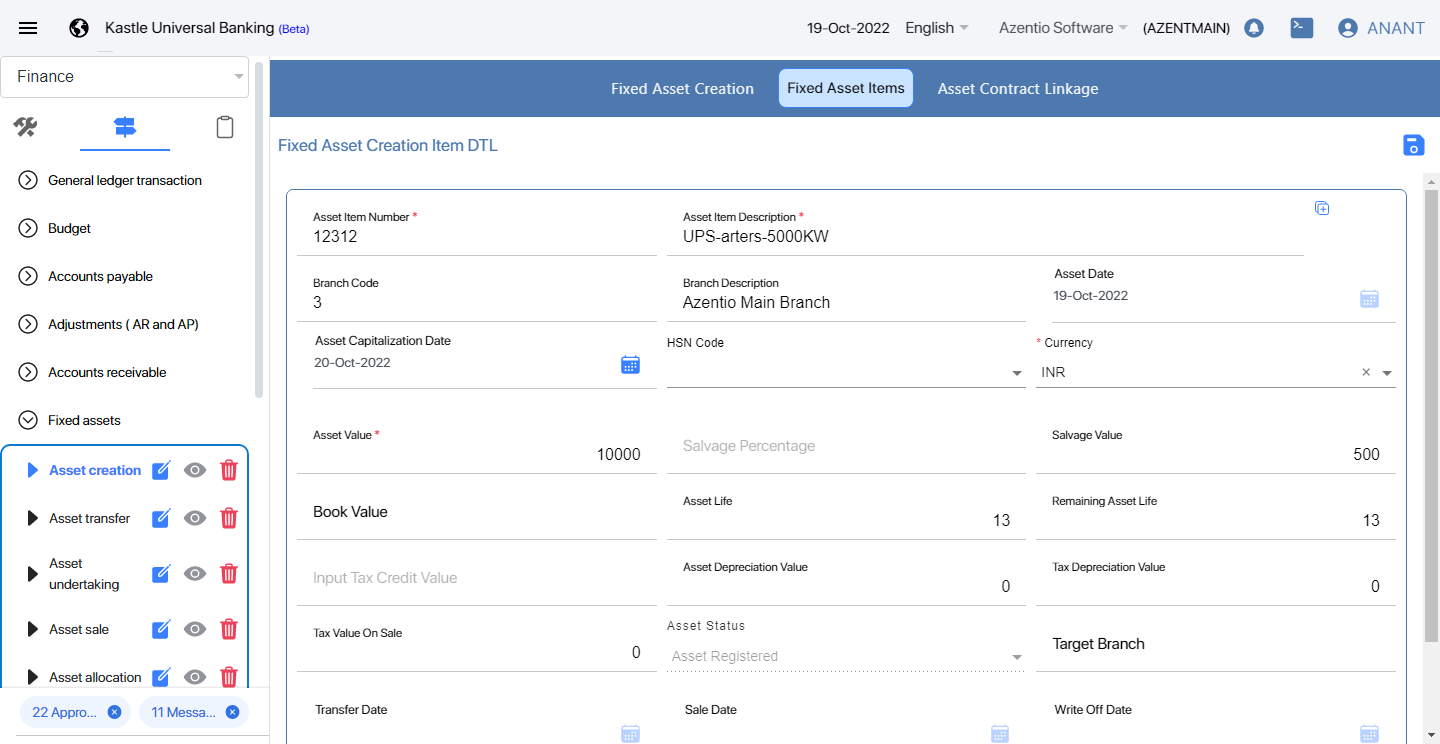 Kastle Universal Banking (Beta)
19-Oct-2022 English Azentio Software (AZENTMAIN) ANANT
Finance
General ledger transaction
Budget
Accounts payable
Adjustments ( AR and AP)
Accounts receivable
Fixed assets
Asset creation
Asset transfer
Asset
undertaking
Asset sale
Asset allocation
22 Appro... 11 Messa...
Fixed Asset Creation Fixed Asset Items Asset Contract Linkage
Fixed Asset Creation Item DTL
Asset Item Number * Asset Item Description *
12312 UPS-arters-5000KW
Branch Code Branch Description Asset Date
3 Azentio Main Branch 19-Oct-2022
Asset Capitalization Date HSN Code * Currency
20-Oct-2022 INR
Asset Value * Salvage Percentage Salvage Value
10000 500
Book Value Asset Life Remaining Asset Life
13 13
Input Tax Credit Value Asset Depreciation Value Tax Depreciation Value
0 0
Tax Value On Sale Asset Status Target Branch
0 Asset Registered
Transfer Date Sale Date Write Off Date